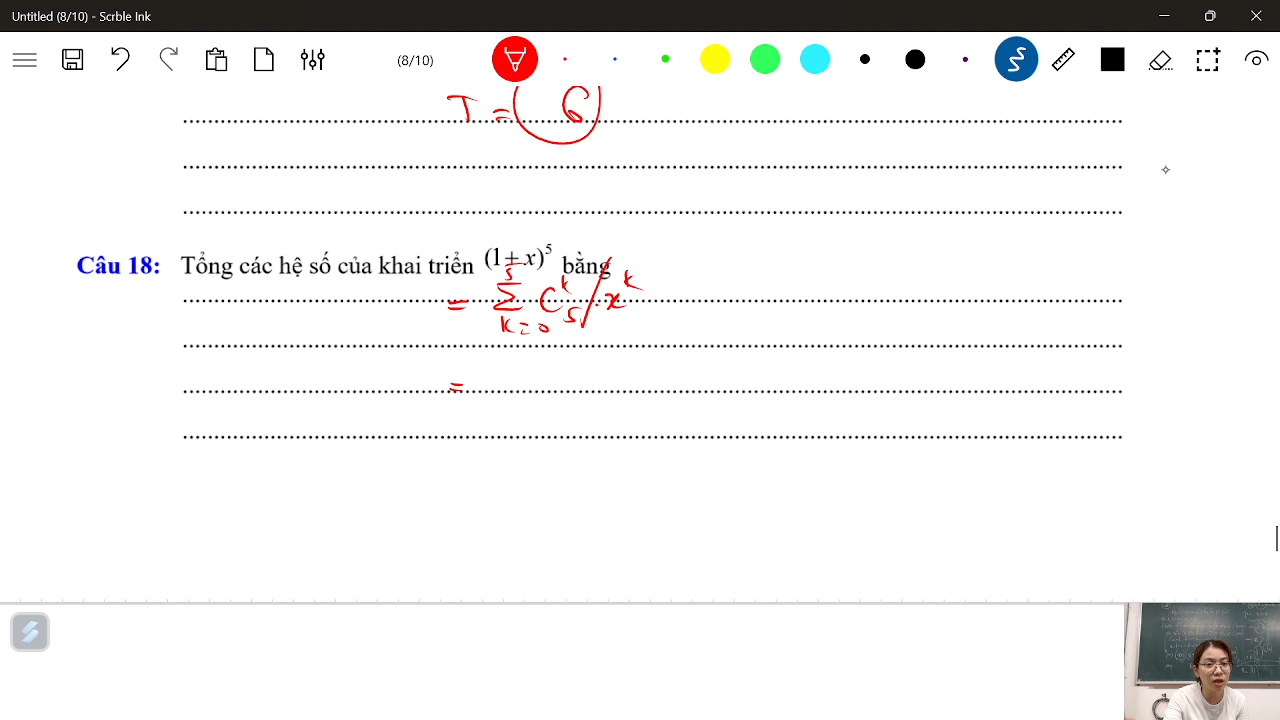 Untitled (8/10) - Scrble Ink
(8/10)
T = 6
Câu 18: Tổng các hệ số của khai triển (1+x)^5 bằng
= \sum_{k=0}^{5} C_5^k / . x^k
=